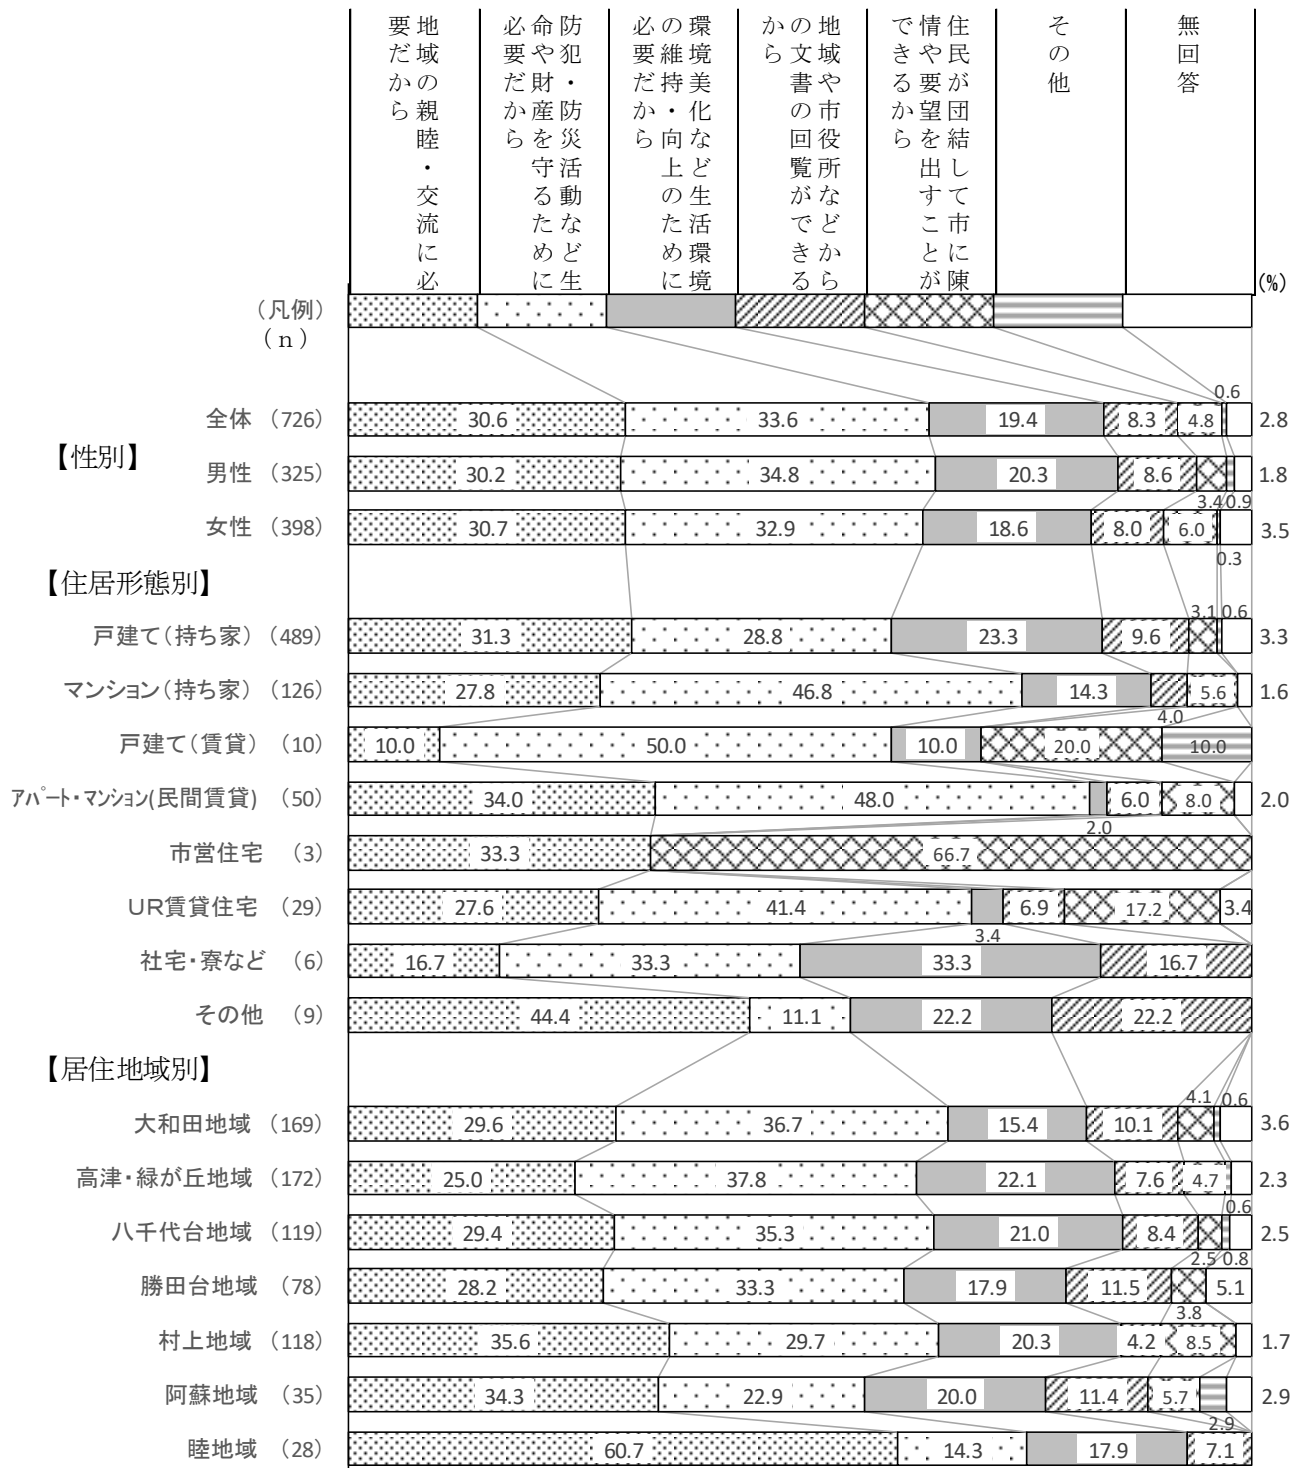 地域の親睦・交流に必
要だから
防犯・防災活動など生
命や財産を守るために
必要だから
環境美化など生活環境
の維持・向上のために
必要だから
地域や市役所などから
の文書の回覧ができる
から
住民が団結して市に陳
情や要望を出すことが
できるから
その他
無回答
(%)
(凡例)
(n)
0.6
全体 (726) 30.6 33.6 19.4 8.3 4.8 2.8
【性別】
男性 (325) 30.2 34.8 20.3 8.6 1.8
3.4 0.9
女性 (398) 30.7 32.9 18.6 8.0 6.0 3.5
0.3
【住居形態別】
3.1 0.6
戸建て(持ち家) (489) 31.3 28.8 23.3 9.6 3.3
マンション(持ち家) (126) 27.8 46.8 14.3 5.6 1.6
4.0
戸建て(賃貸) (10) 10.0 50.0 10.0 20.0 10.0
アパート・マンション(民間賃貸) (50) 34.0 48.0 6.0 8.0 2.0
2.0
市営住宅 (3) 33.3 66.7
UR賃貸住宅 (29) 27.6 41.4 6.9 17.2 3.4
3.4
社宅・寮など (6) 16.7 33.3 33.3 16.7
その他 (9) 44.4 11.1 22.2 22.2
【居住地域別】
4.1 0.6
大和田地域 (169) 29.6 36.7 15.4 10.1 3.6
高津・緑が丘地域 (172) 25.0 37.8 22.1 7.6 4.7 2.3
0.6
八千代台地域 (119) 29.4 35.3 21.0 8.4 2.5
2.5 0.8
勝田台地域 (78) 28.2 33.3 17.9 11.5 5.1
3.8
村上地域 (118) 35.6 29.7 20.3 4.2 8.5 1.7
阿蘇地域 (35) 34.3 22.9 20.0 11.4 5.7 2.9
2.9
睦地域 (28) 60.7 14.3 17.9 7.1